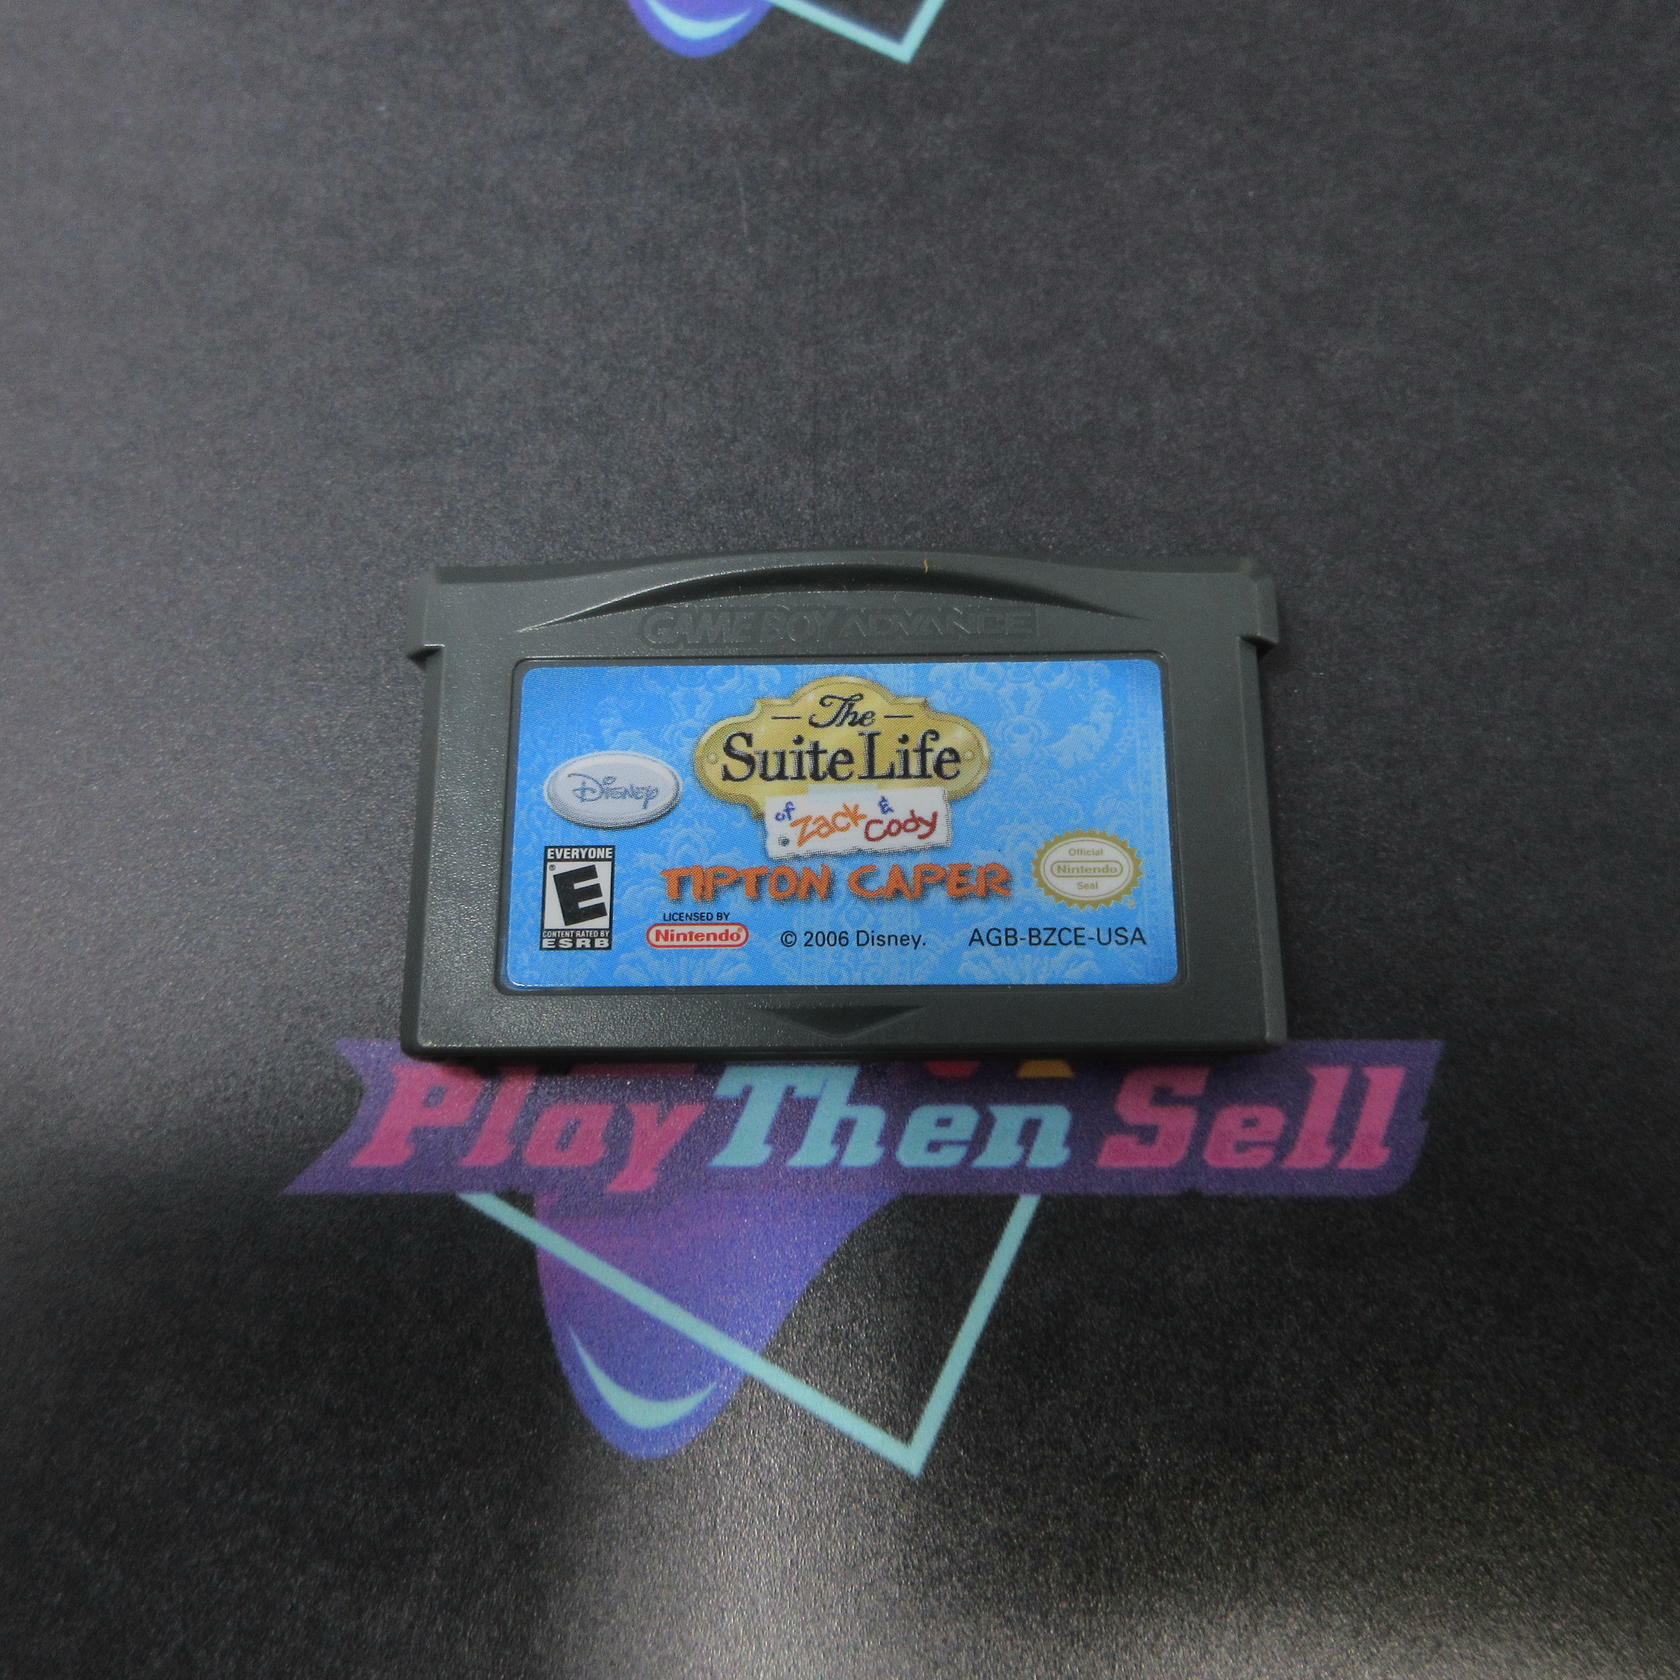 GAME BOY ADVANCE
The
Suite Life
of Zack & Cody
TIPTON CAPER
Disney
EVERYONE
E
CONTENT RATED BY
ESRB
LICENSED BY
Nintendo®
© 2006 Disney.
AGB-BZCE-USA
Official
Nintendo
Seal
Play Then Sell